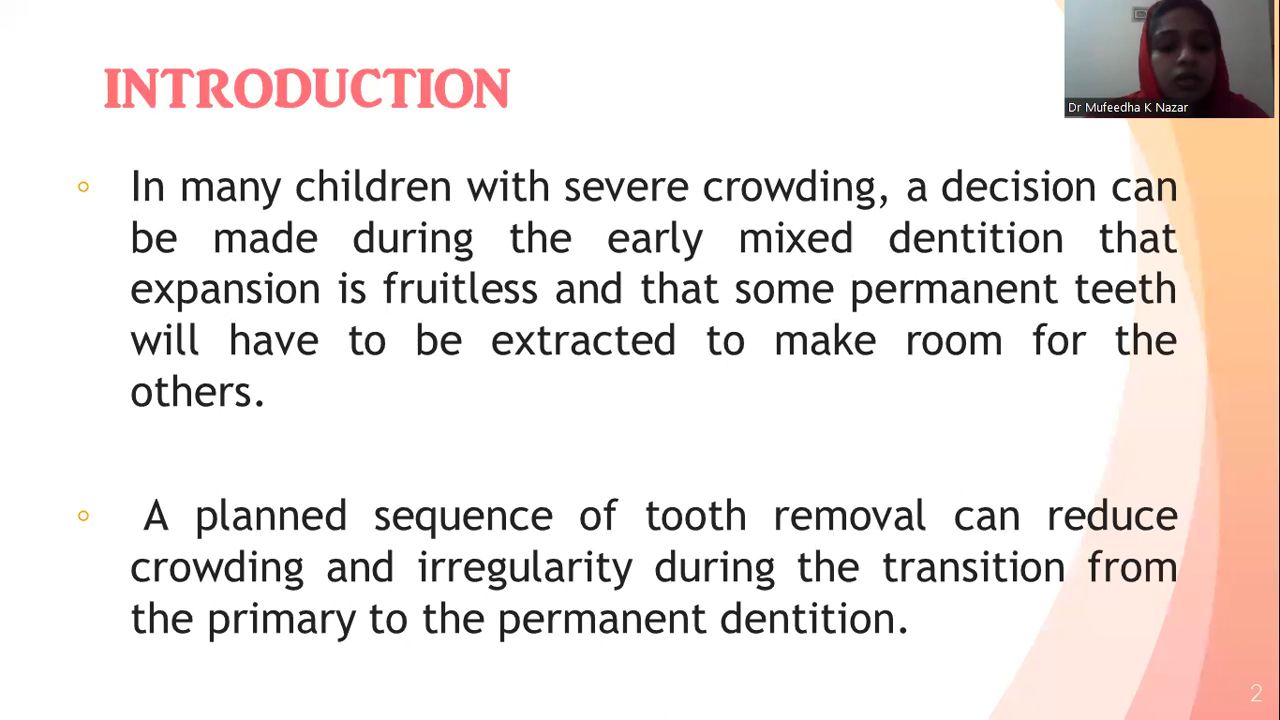 INTRODUCTION
Dr Mufeedha K Nazar
◦ In many children with severe crowding, a decision can
be made during the early mixed dentition that
expansion is fruitless and that some permanent teeth
will have to be extracted to make room for the
others.
◦ A planned sequence of tooth removal can reduce
crowding and irregularity during the transition from
the primary to the permanent dentition.
2